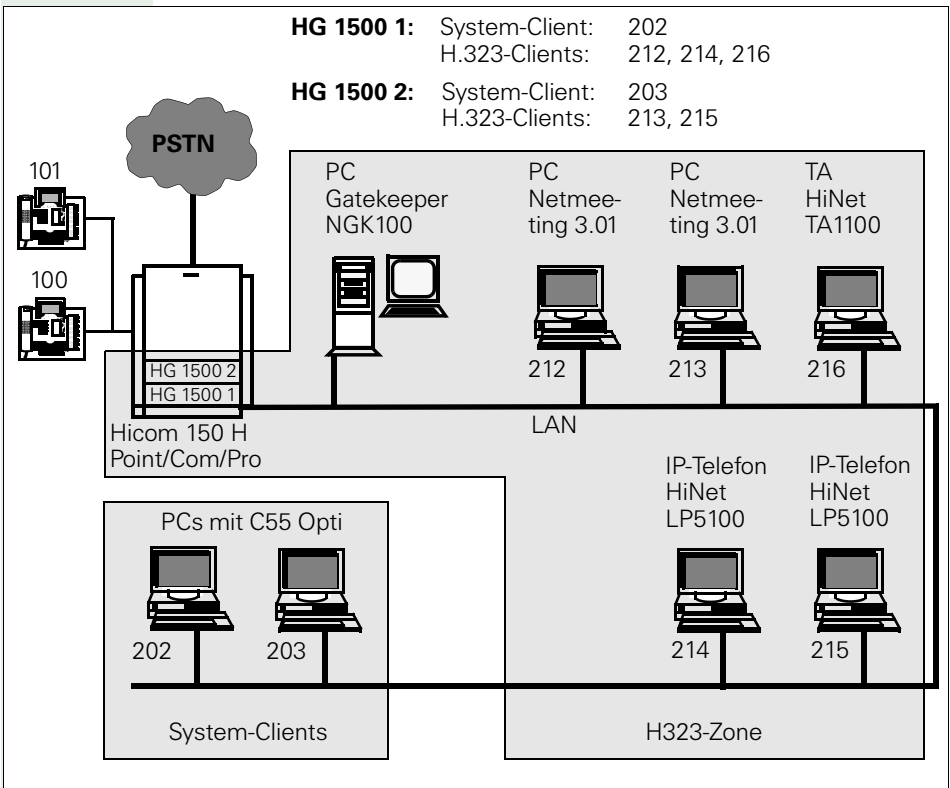 HG 1500 1: System-Client: 202
H.323-Clients: 212, 214, 216
HG 1500 2: System-Client: 203
H.323-Clients: 213, 215
PSTN
101
100
PC
Gatekeeper
NGK100
PC
Netmee-
ting 3.01
PC
Netmee-
ting 3.01
TA
HiNet
TA1100
212
213
216
HG 1500 2
HG 1500 1
LAN
Hicom 150 H
Point/Com/Pro
IP-Telefon
HiNet
LP5100
IP-Telefon
HiNet
LP5100
PCs mit C55 Opti
202
203
214
215
System-Clients
H323-Zone